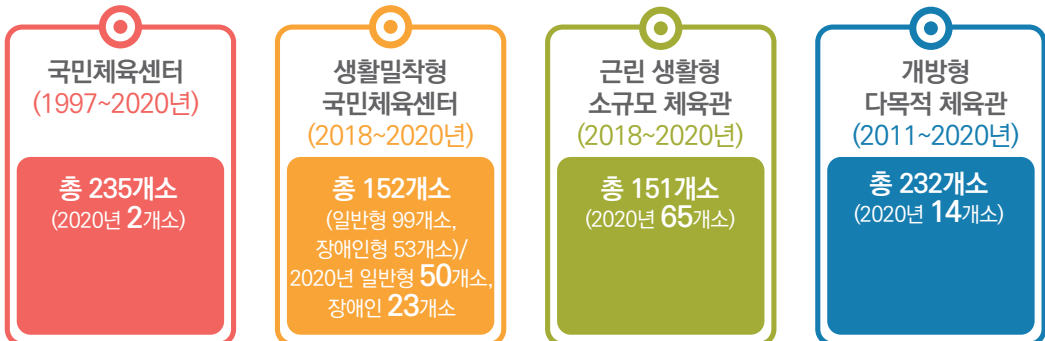 국민체육센터
(1997~2020년)
총 235개소
(2020년 2개소)
생활밀착형
국민체육센터
(2018~2020년)
총 152개소
(일반형 99개소,
장애인형 53개소)/
2020년 일반형 50개소,
장애인 23개소
근린 생활형
소규모 체육관
(2018~2020년)
총 151개소
(2020년 65개소)
개방형
다목적 체육관
(2011~2020년)
총 232개소
(2020년 14개소)